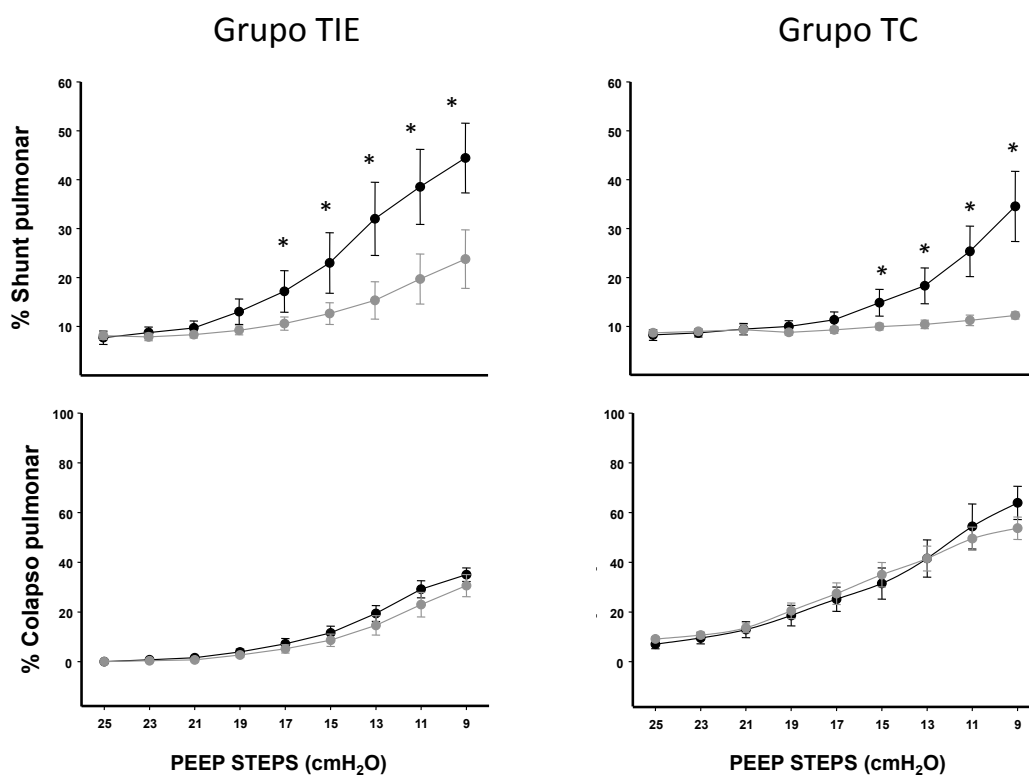 Grupo TIE
Grupo TC
% Shunt pulmonar
60
50
40
30
20
10
* * * * *
60
50
40
30
20
10
* * * *
% Colapso pulmonar
100
80
60
40
20
0
25 23 21 19 17 15 13 11 9
PEEP STEPS (cmH₂O)
100
80
60
40
20
0
25 23 21 19 17 15 13 11 9
PEEP STEPS (cmH₂O)